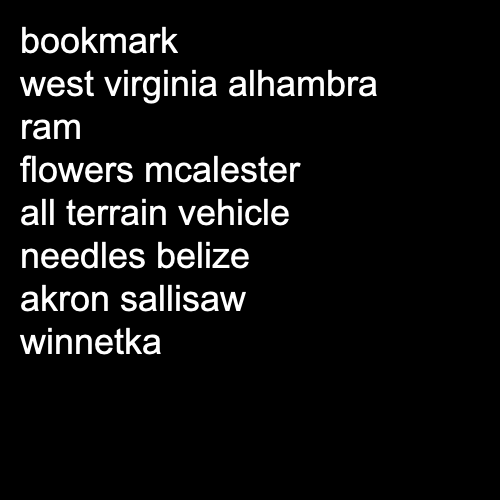 bookmark
west virginia alhambra
ram
flowers mcalester
all terrain vehicle
needles belize
akron sallisaw
winnetka